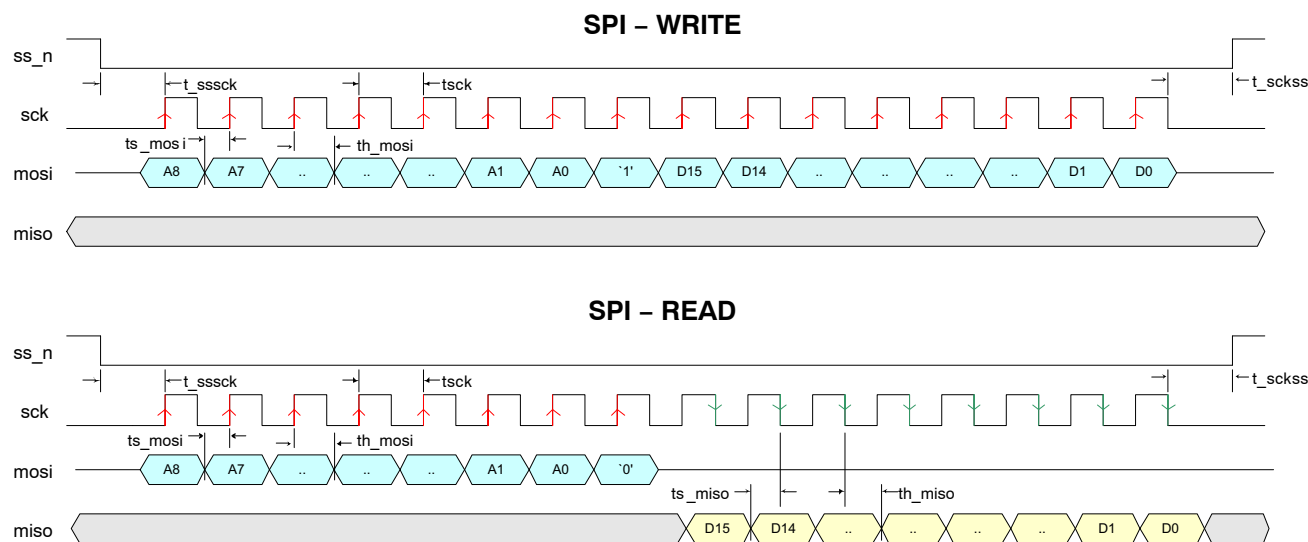 SPI – WRITE
ss_n
t_sssck tsck t_sckss
sck
ts_mosi th_mosi
mosi A8 A7 .. .. .. A1 A0 `1' D15 D14 .. .. .. .. D1 D0
miso
SPI – READ
ss_n
t_sssck tsck t_sckss
sck
ts_mosi th_mosi
mosi A8 A7 .. .. .. A1 A0 `0'
ts_miso th_miso
miso D15 D14 .. .. .. .. D1 D0